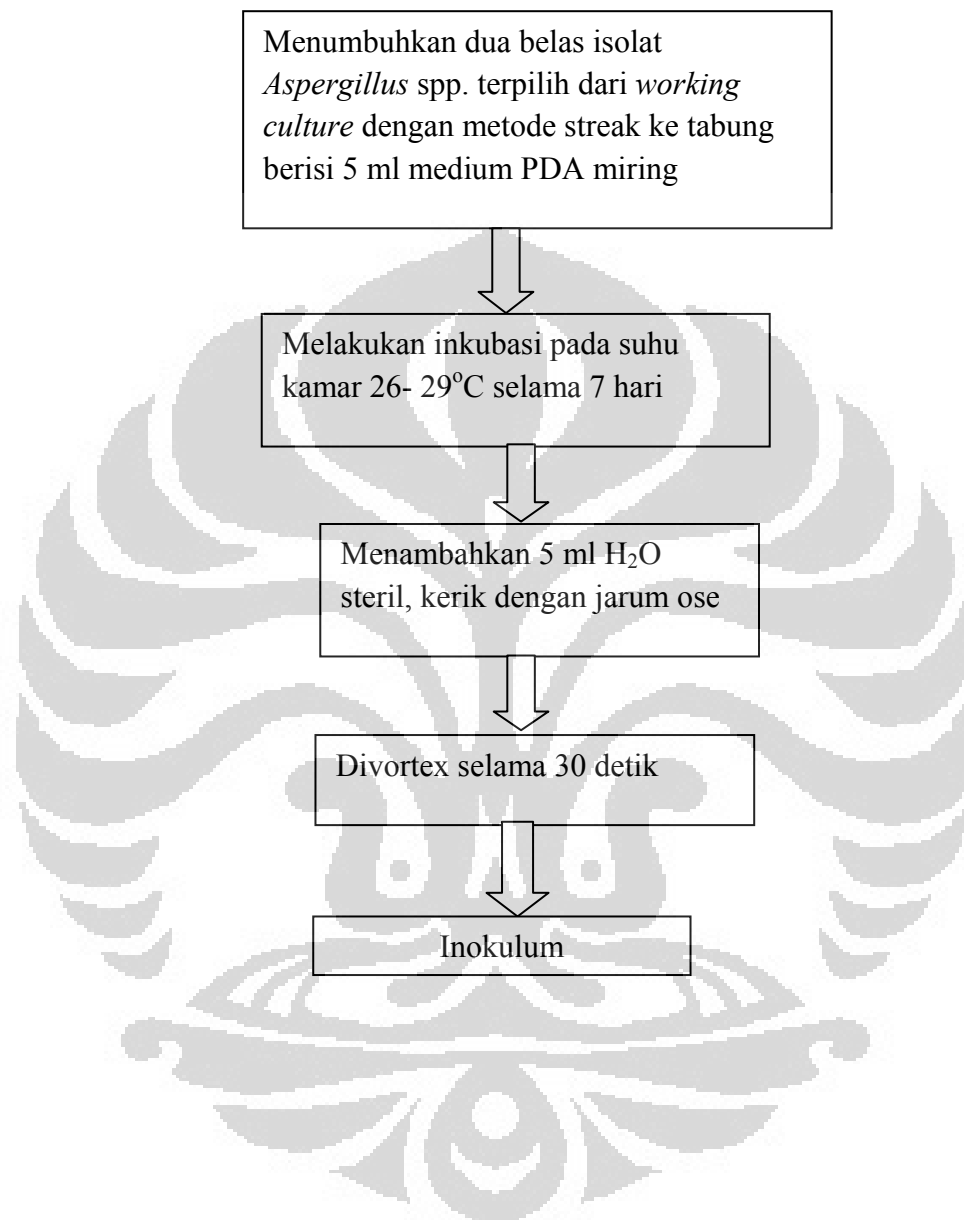 Menumbuhkan dua belas isolat
Aspergillus spp. terpilih dari working
culture dengan metode streak ke tabung
berisi 5 ml medium PDA miring
Melakukan inkubasi pada suhu
kamar 26- 29°C selama 7 hari
Menambahkan 5 ml H₂O
steril, kerik dengan jarum ose
Divortex selama 30 detik
Inokulum